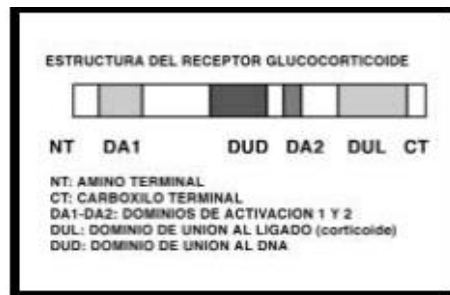 ESTRUCTURA DEL RECEPTOR GLUCOCORTICOIDE
NT DA1 DUD DA2 DUL CT
NT: AMINO TERMINAL
CT: CARBOXILO TERMINAL
DA1-DA2: DOMINIOS DE ACTIVACION 1 Y 2
DUL: DOMINIO DE UNION AL LIGADO (corticoide)
DUD: DOMINIO DE UNION AL DNA